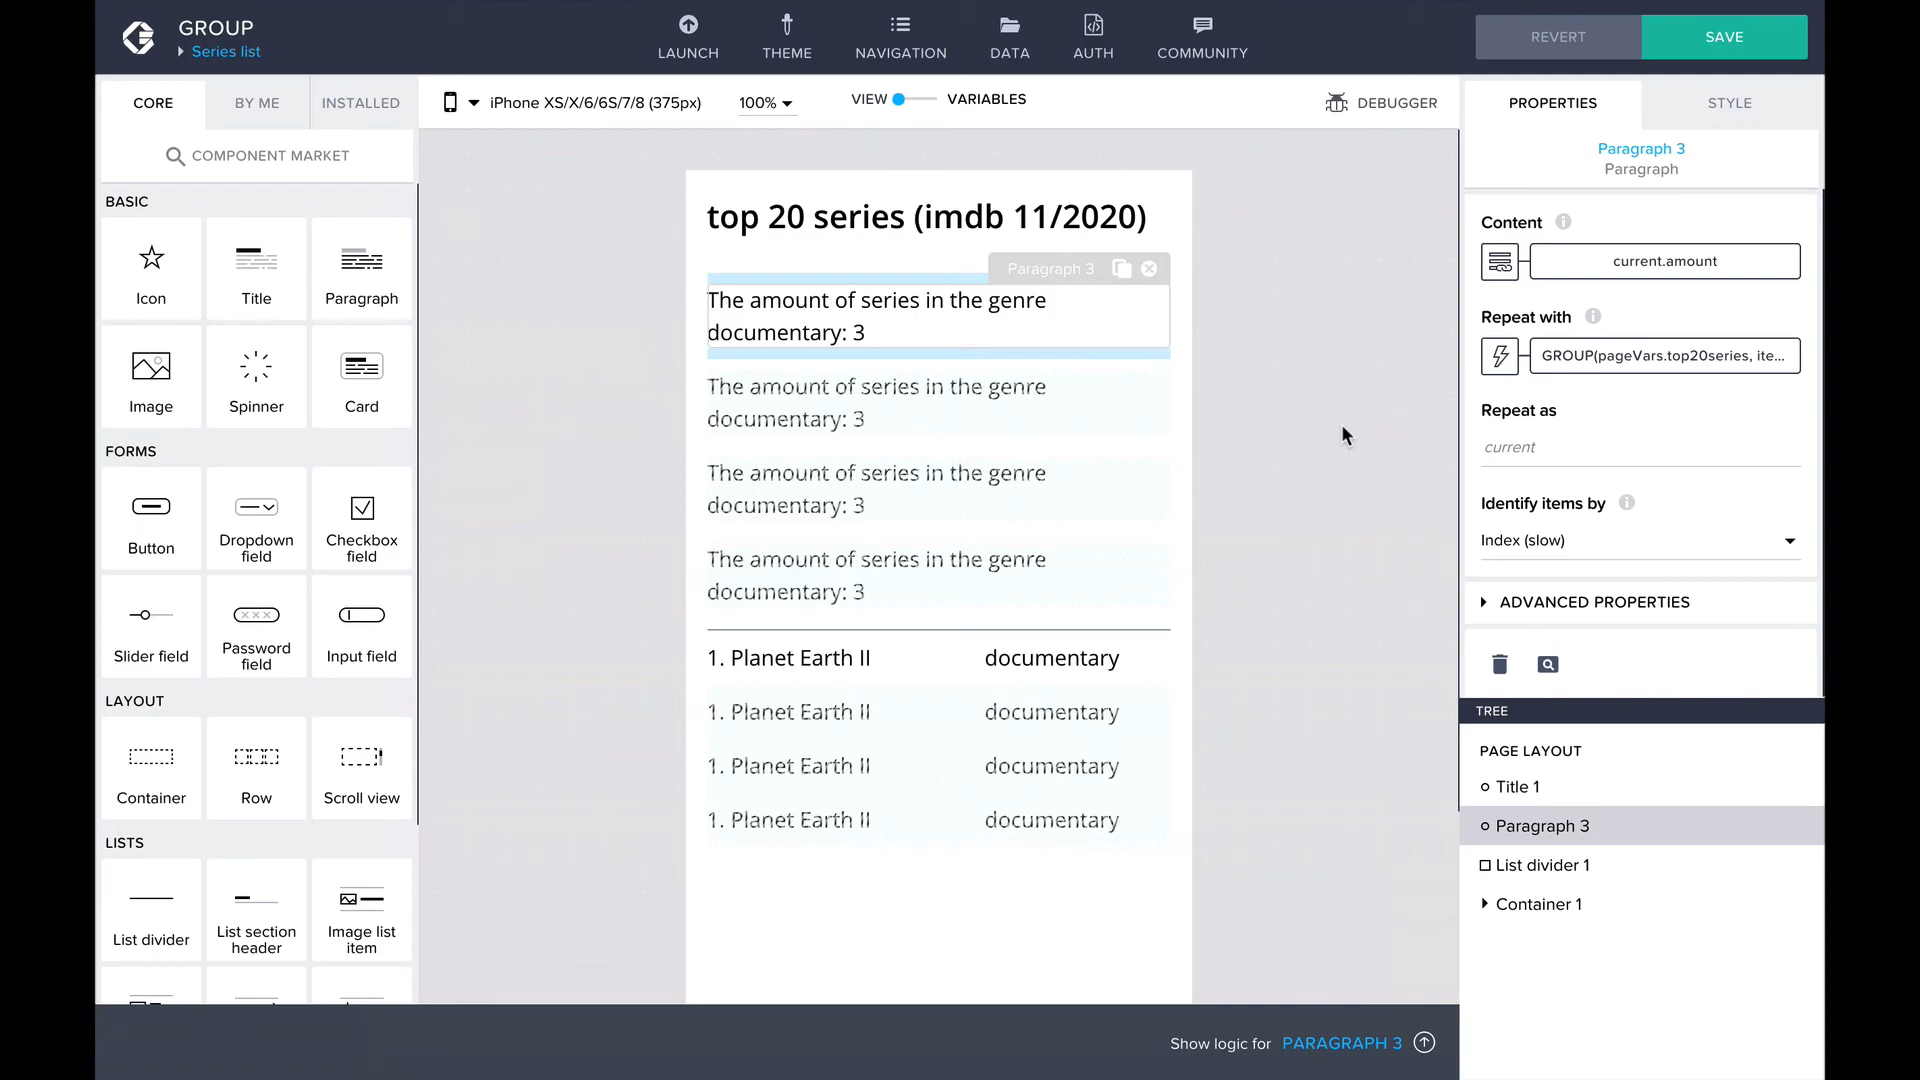 GROUP
Series list
LAUNCH
THEME
NAVIGATION
DATA
AUTH
COMMUNITY
REVERT
SAVE
CORE
BY ME
INSTALLED
iPhone XS/X/6/6S/7/8 (375px)
100%
VIEW
VARIABLES
DEBUGGER
PROPERTIES
STYLE
COMPONENT MARKET
BASIC
Icon
Title
Paragraph
Image
Spinner
Card
FORMS
Button
Dropdown
field
Checkbox
field
Slider field
Password
field
Input field
LAYOUT
Container
Row
Scroll view
LISTS
List divider
List section
header
Image list
item
top 20 series (imdb 11/2020)
Paragraph 3
The amount of series in the genre
documentary: 3
The amount of series in the genre
documentary: 3
The amount of series in the genre
documentary: 3
The amount of series in the genre
documentary: 3
1. Planet Earth II documentary
1. Planet Earth II documentary
1. Planet Earth II documentary
1. Planet Earth II documentary
Paragraph 3
Paragraph
Content
current.amount
Repeat with
GROUP(pageVars.top20series, ite...
Repeat as
current
Identify items by
Index (slow)
ADVANCED PROPERTIES
TREE
PAGE LAYOUT
Title 1
Paragraph 3
List divider 1
Container 1
Show logic for PARAGRAPH 3